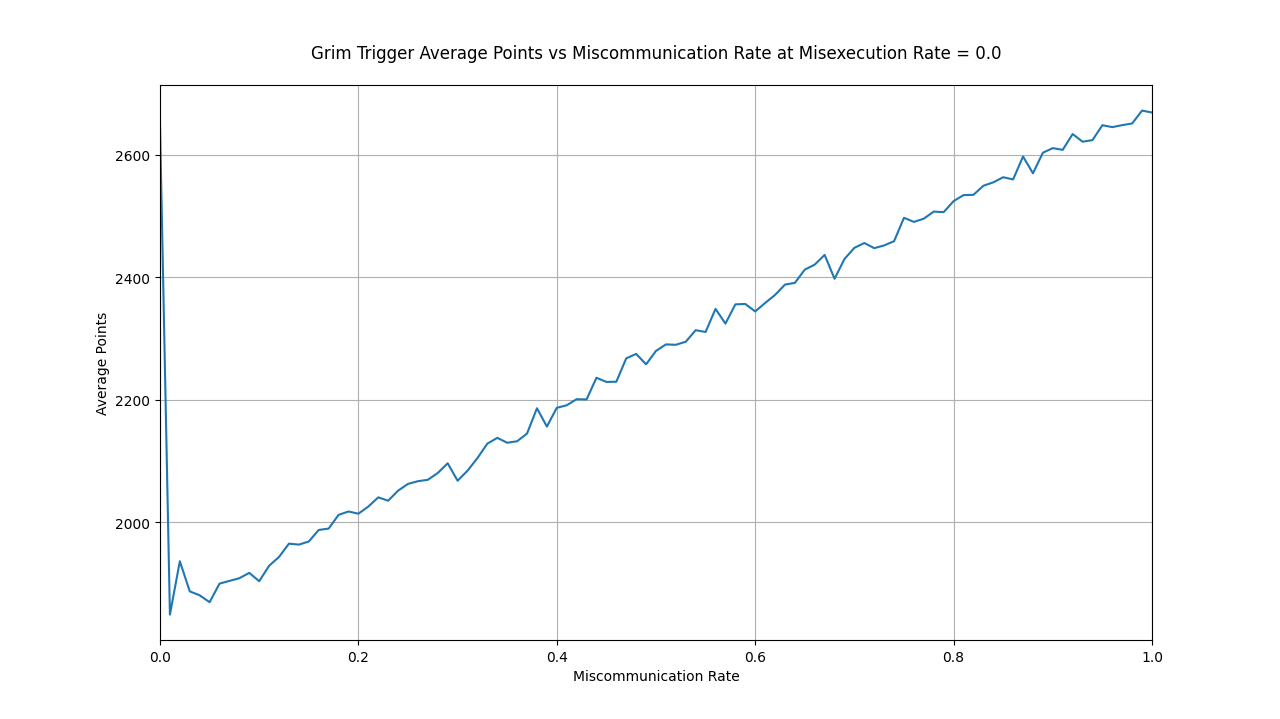 Grim Trigger Average Points vs Miscommunication Rate at Misexecution Rate = 0.0
Average Points
2600
2400
2200
2000
0.0 0.2 0.4 0.6 0.8 1.0
Miscommunication Rate